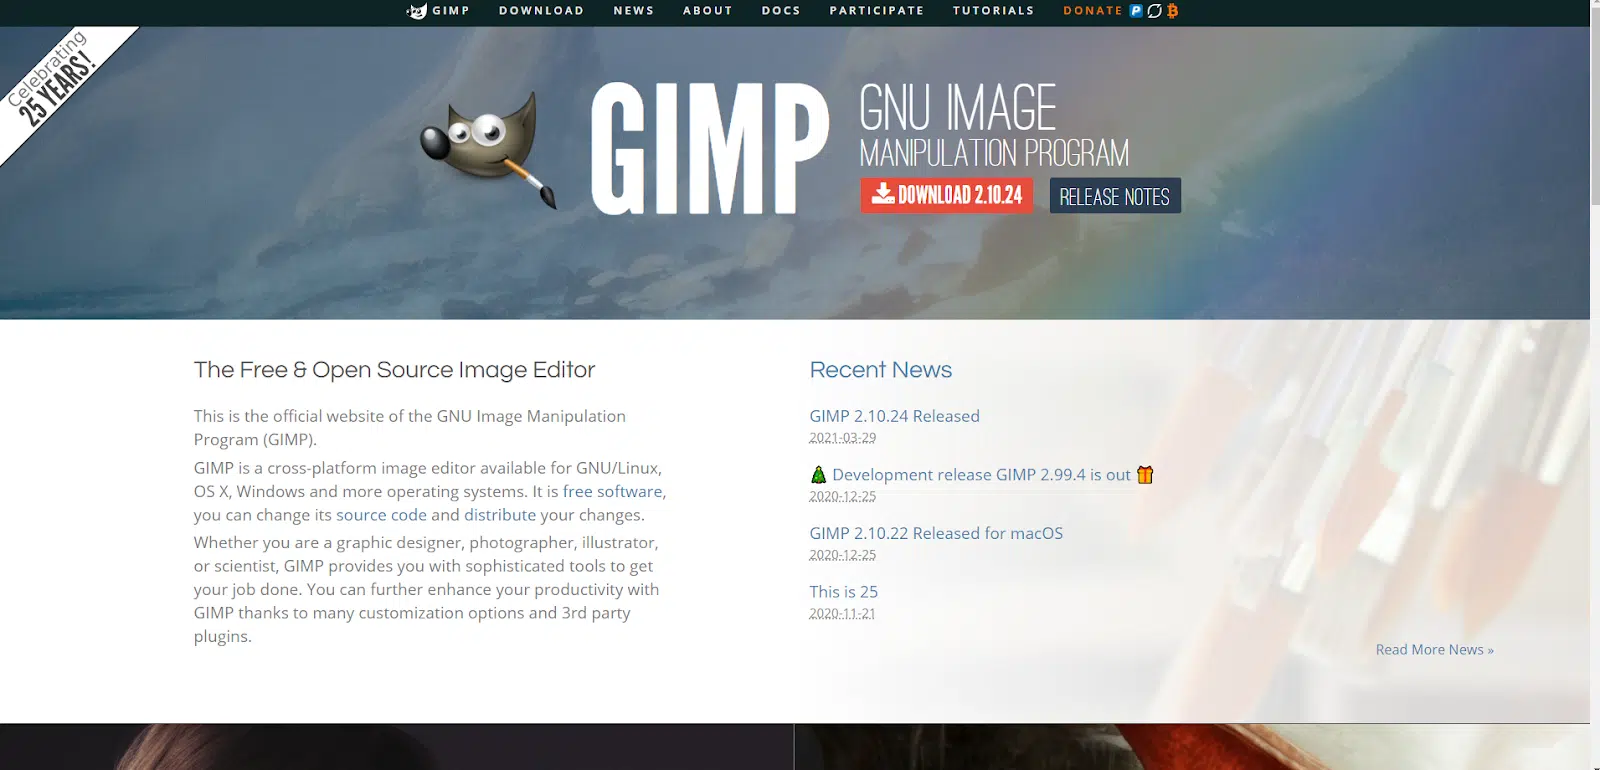 GIMP DOWNLOAD NEWS ABOUT DOCS PARTICIPATE TUTORIALS DONATE
Celebrating
25 YEARS!
GIMP
GNU IMAGE
MANIPULATION PROGRAM
DOWNLOAD 2.10.24
RELEASE NOTES
The Free & Open Source Image Editor
This is the official website of the GNU Image Manipulation
Program (GIMP).
GIMP is a cross-platform image editor available for GNU/Linux,
OS X, Windows and more operating systems. It is free software,
you can change its source code and distribute your changes.
Whether you are a graphic designer, photographer, illustrator,
or scientist, GIMP provides you with sophisticated tools to get
your job done. You can further enhance your productivity with
GIMP thanks to many customization options and 3rd party
plugins.
Recent News
GIMP 2.10.24 Released
2021-03-29
🎄 Development release GIMP 2.99.4 is out 🎁
2020-12-25
GIMP 2.10.22 Released for macOS
2020-12-25
This is 25
2020-11-21
Read More News »